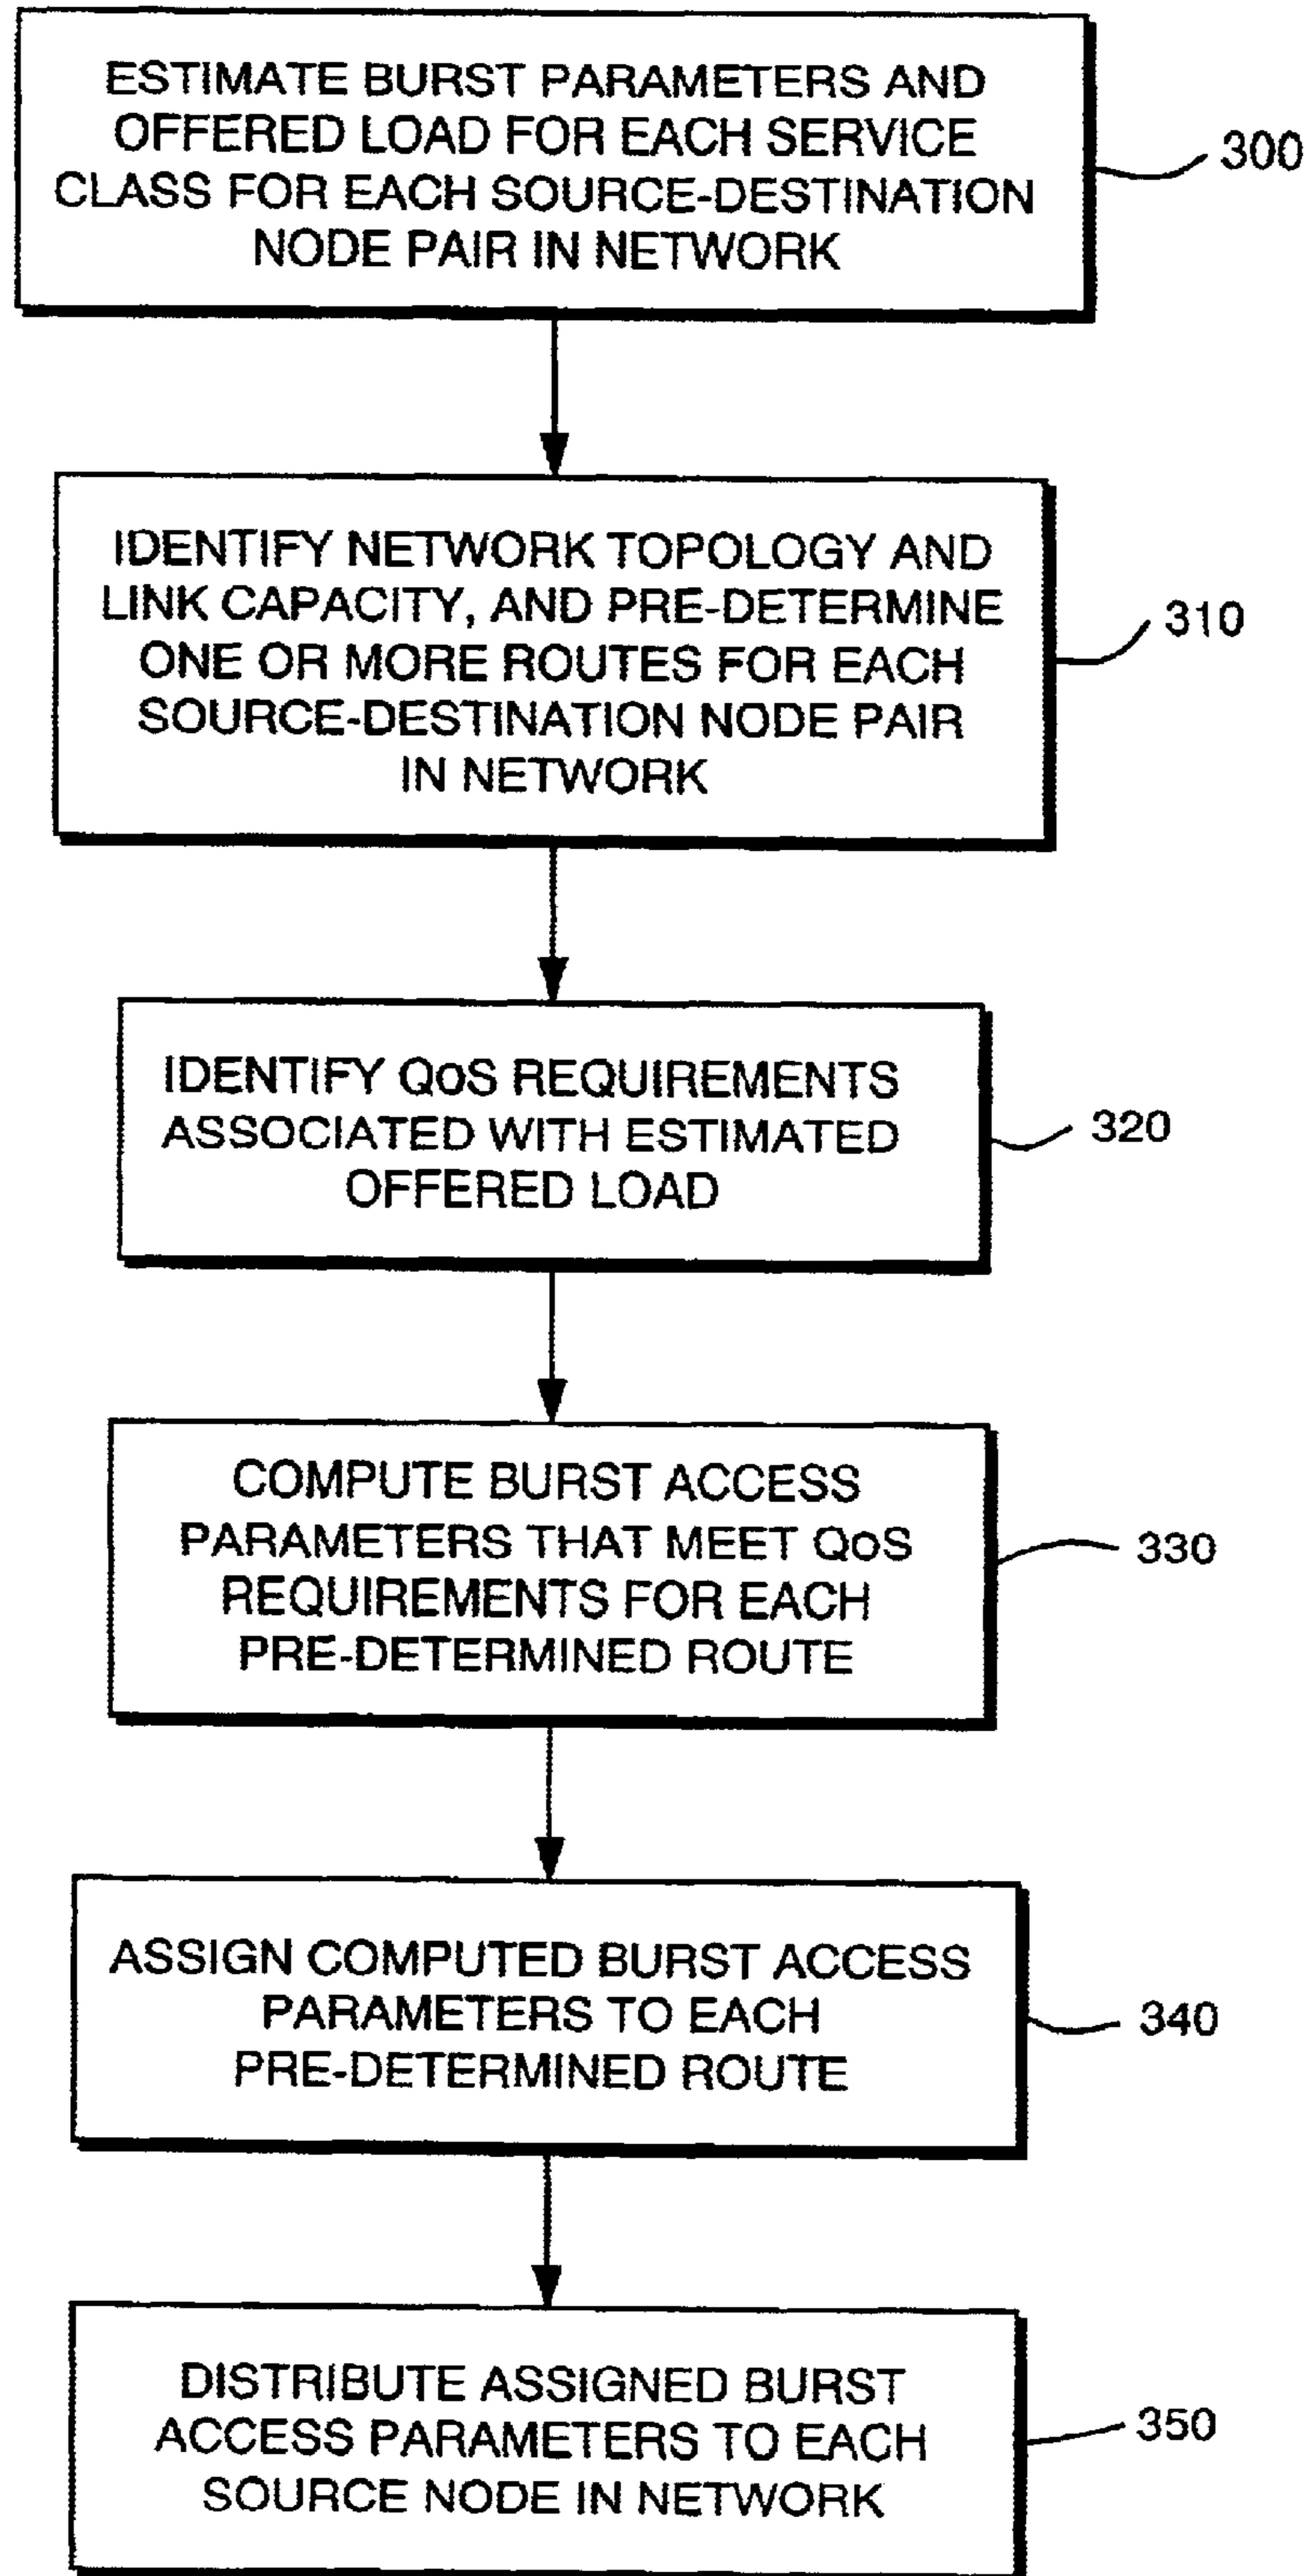 ESTIMATE BURST PARAMETERS AND
OFFERED LOAD FOR EACH SERVICE
CLASS FOR EACH SOURCE-DESTINATION
NODE PAIR IN NETWORK
300
IDENTIFY NETWORK TOPOLOGY AND
LINK CAPACITY, AND PRE-DETERMINE
ONE OR MORE ROUTES FOR EACH
SOURCE-DESTINATION NODE PAIR
IN NETWORK
310
IDENTIFY QoS REQUIREMENTS
ASSOCIATED WITH ESTIMATED
OFFERED LOAD
320
COMPUTE BURST ACCESS
PARAMETERS THAT MEET QoS
REQUIREMENTS FOR EACH
PRE-DETERMINED ROUTE
330
ASSIGN COMPUTED BURST ACCESS
PARAMETERS TO EACH
PRE-DETERMINED ROUTE
340
DISTRIBUTE ASSIGNED BURST
ACCESS PARAMETERS TO EACH
SOURCE NODE IN NETWORK
350